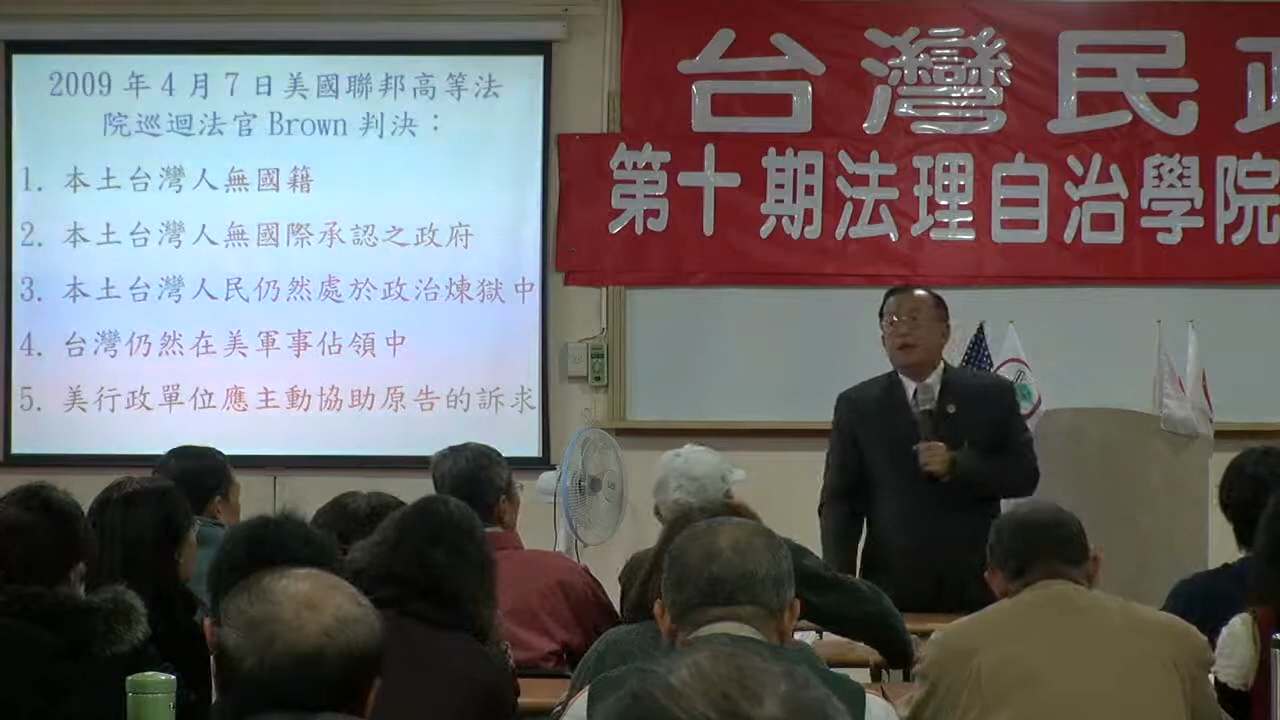 2009 年 4 月 7 日美國聯邦高等法
院巡迴法官 Brown 判決：
1. 本土台灣人無國籍
2. 本土台灣人無國際承認之政府
3. 本土台灣人民仍然處於政治煉獄中
4. 台灣仍然在美軍事佔領中
5. 美行政單位應主動協助原告的訴求
台灣民
第十期法理自治學院